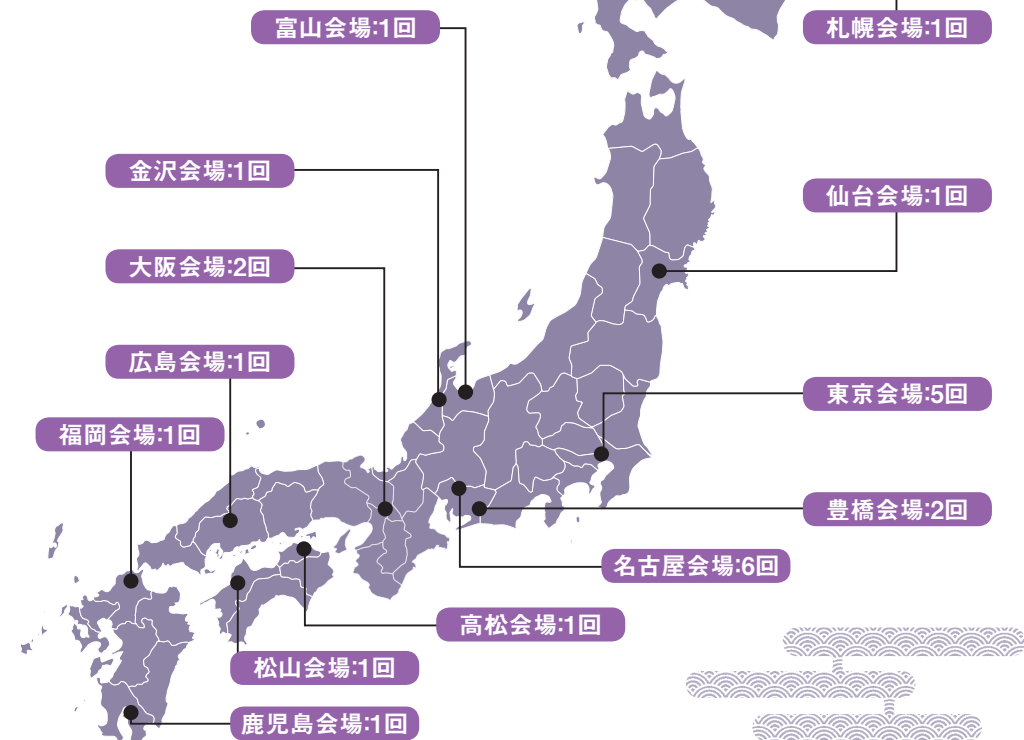 富山会場:1回
札幌会場:1回
金沢会場:1回
仙台会場:1回
大阪会場:2回
広島会場:1回
東京会場:5回
福岡会場:1回
豊橋会場:2回
名古屋会場:6回
高松会場:1回
松山会場:1回
鹿児島会場:1回